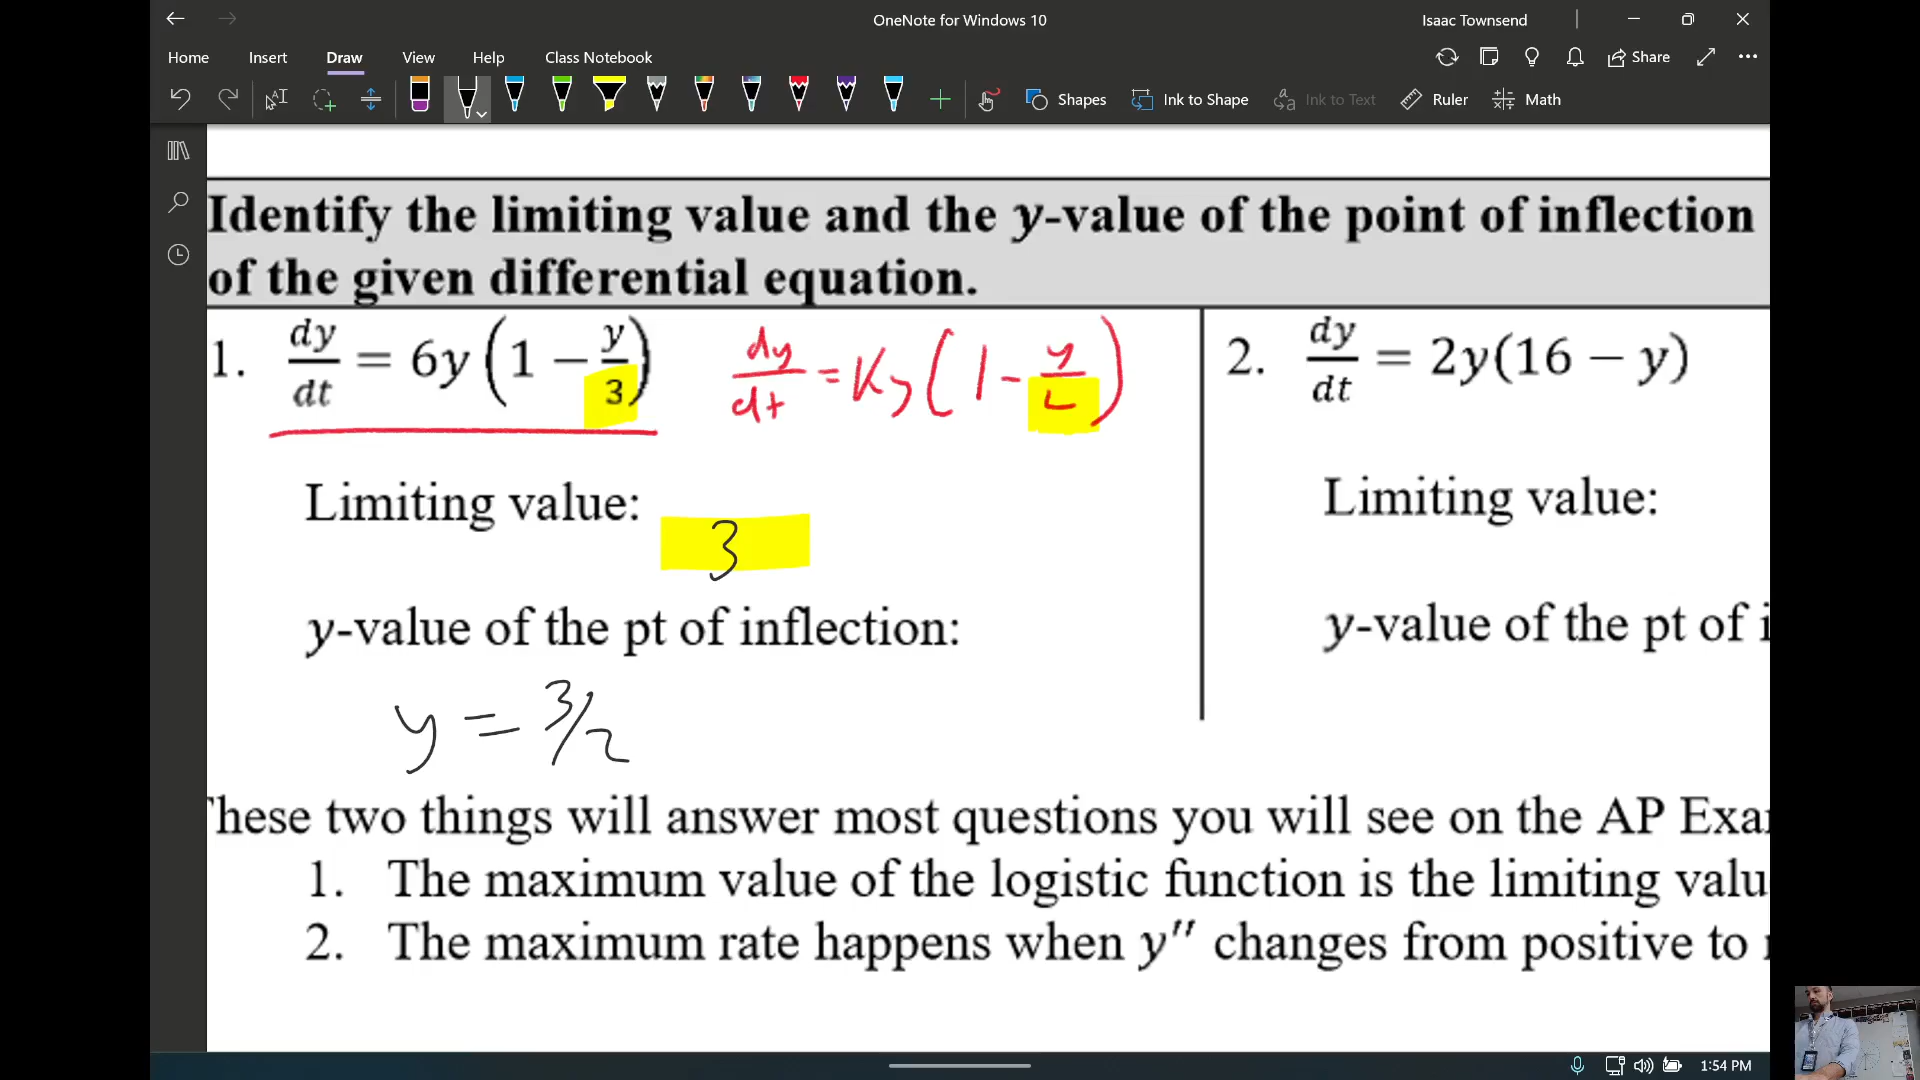 OneNote for Windows 10
Isaac Townsend
Home Insert Draw View Help Class Notebook
Share
Shapes Ink to Shape Ink to Text Ruler Math
Identify the limiting value and the y-value of the point of inflection
of the given differential equation.
1. dy/dt = 6y(1 − y/3)
dy/dt = Ky(1 - y/L)
Limiting value:
3
y-value of the pt of inflection:
y = 3/2
2. dy/dt = 2y(16 − y)
Limiting value:
y-value of the pt of i
These two things will answer most questions you will see on the AP Exa
1. The maximum value of the logistic function is the limiting valu
2. The maximum rate happens when y″ changes from positive to
1:54 PM